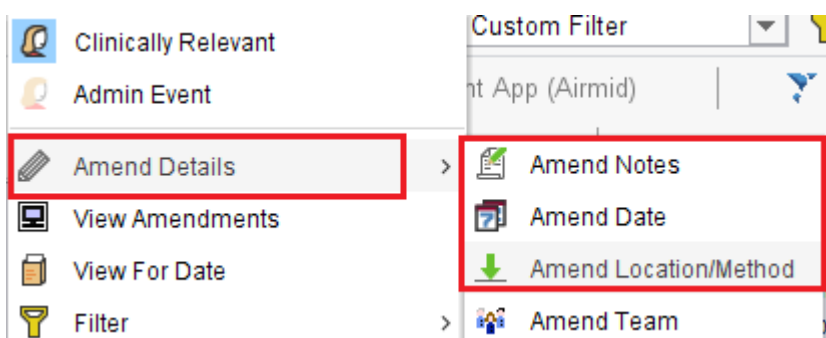 Clinically Relevant
Admin Event
Amend Details
View Amendments
View For Date
Filter
Custom Filter
nt App (Airmid)
Amend Notes
Amend Date
7
Amend Location/Method
Amend Team